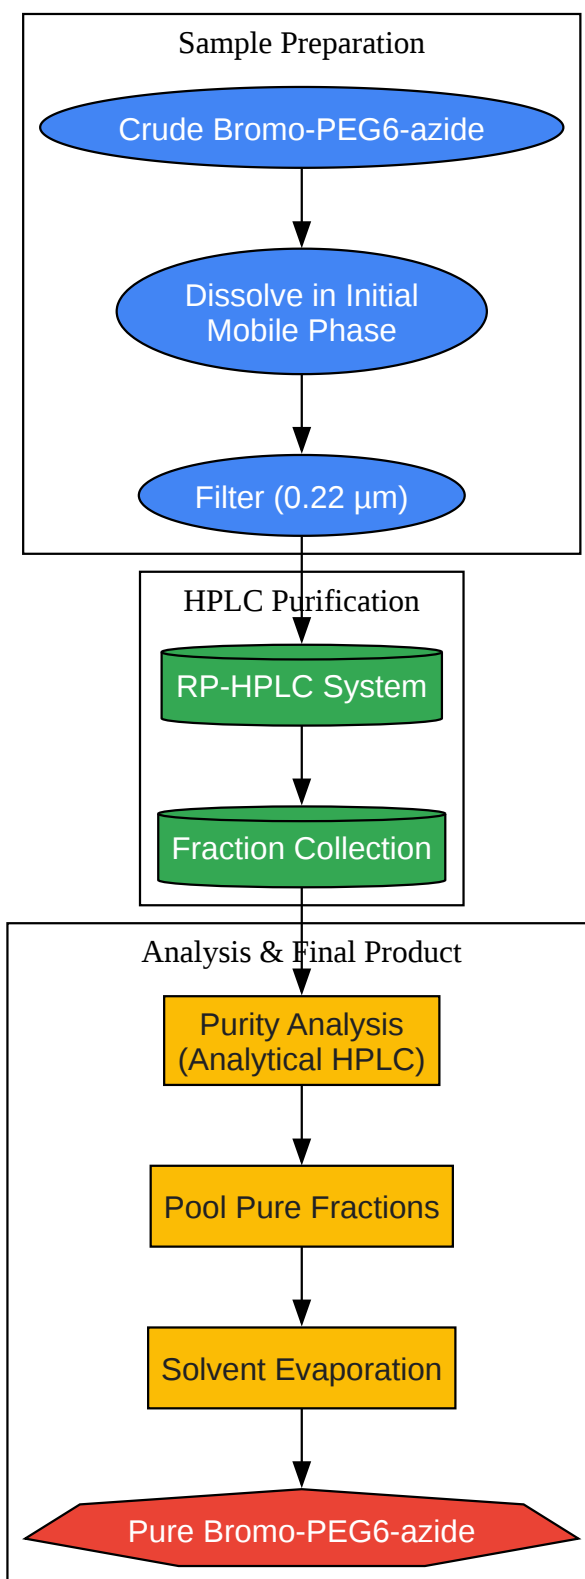 Sample Preparation
Crude Bromo-PEG6-azide
Dissolve in Initial
Mobile Phase
Filter (0.22 µm)
HPLC Purification
RP-HPLC System
Fraction Collection
Analysis & Final Product
Purity Analysis
(Analytical HPLC)
Pool Pure Fractions
Solvent Evaporation
Pure Bromo-PEG6-azide